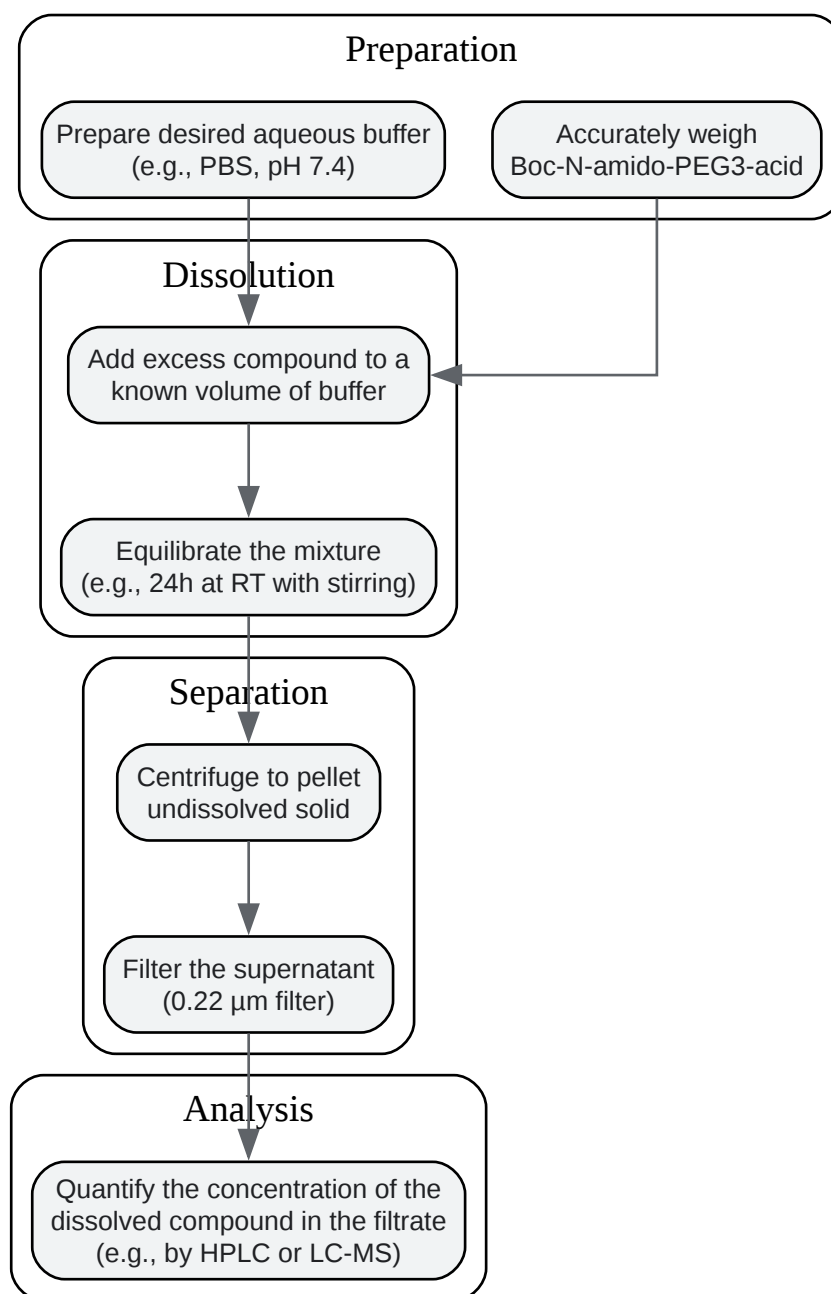 Preparation
Prepare desired aqueous buffer
(e.g., PBS, pH 7.4)
Accurately weigh
Boc-N-amido-PEG3-acid
Dissolution
Add excess compound to a
known volume of buffer
Equilibrate the mixture
(e.g., 24h at RT with stirring)
Separation
Centrifuge to pellet
undissolved solid
Filter the supernatant
(0.22 µm filter)
Analysis
Quantify the concentration of the
dissolved compound in the filtrate
(e.g., by HPLC or LC-MS)